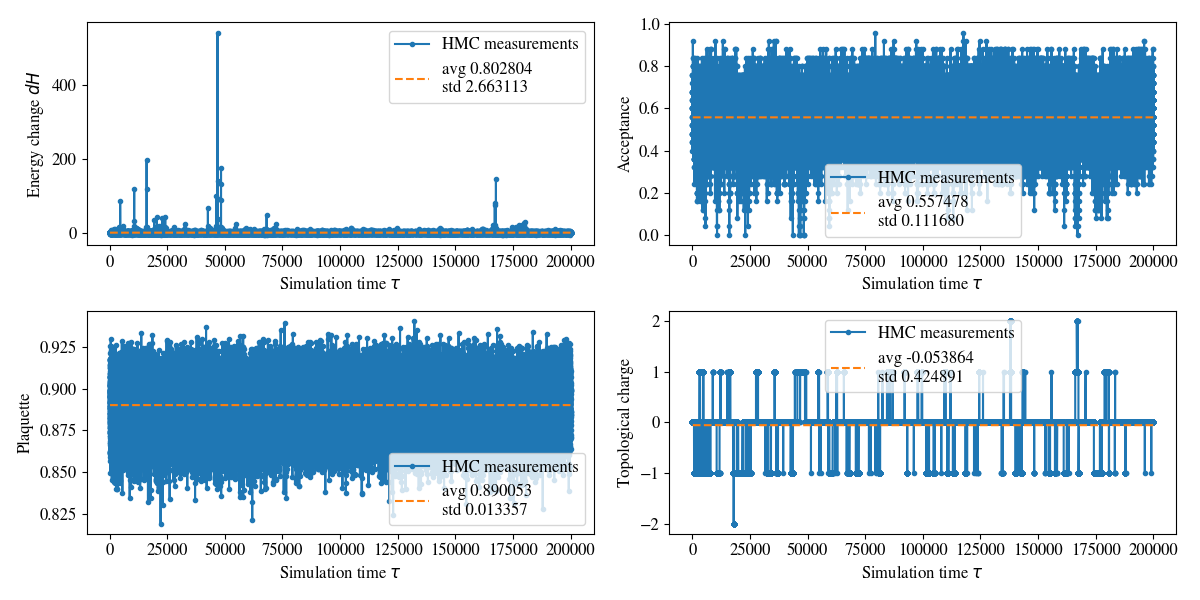 Energy change dH
400
200
0
0
25000
50000
75000
100000
125000
150000
175000
200000
Simulation time τ
HMC measurements
avg 0.802804
std 2.663113
Acceptance
1.0
0.8
0.6
0.4
0.2
0.0
0
25000
50000
75000
100000
125000
150000
175000
200000
Simulation time τ
HMC measurements
avg 0.557478
std 0.111680
Plaquette
0.925
0.900
0.875
0.850
0.825
0
25000
50000
75000
100000
125000
150000
175000
200000
Simulation time τ
HMC measurements
avg 0.890053
std 0.013357
Topological charge
2
1
0
−1
−2
0
25000
50000
75000
100000
125000
150000
175000
200000
Simulation time τ
HMC measurements
avg -0.053864
std 0.424891